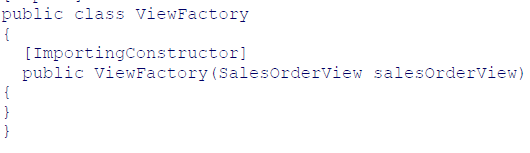 public class ViewFactory
{
[ImportingConstructor]
public ViewFactory(SalesOrderView salesOrderView)
{
}
}